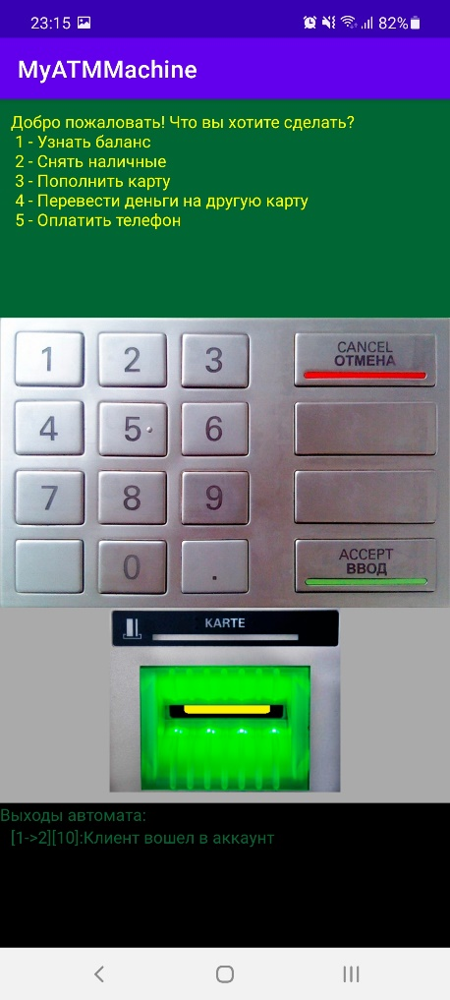 23:15 82%
MyATMMachine
Добро пожаловать! Что вы хотите сделать?
1 - Узнать баланс
2 - Снять наличные
3 - Пополнить карту
4 - Перевести деньги на другую карту
5 - Оплатить телефон
1 2 3 CANCEL
ОТМЕНА
4 5 6
7 8 9
0 . ACCEPT
ВВОД
KARTE
Выходы автомата:
[1->2][10]:Клиент вошел в аккаунт